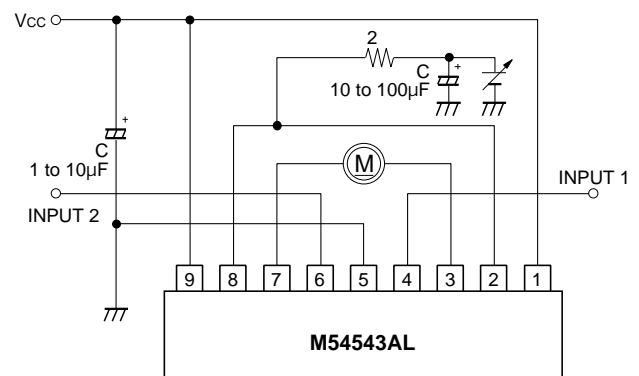 Vcc
2
+
C
10 to 100µF
+
C
1 to 10µF
M
INPUT 2
INPUT 1
9 8 7 6 5 4 3 2 1
M54543AL